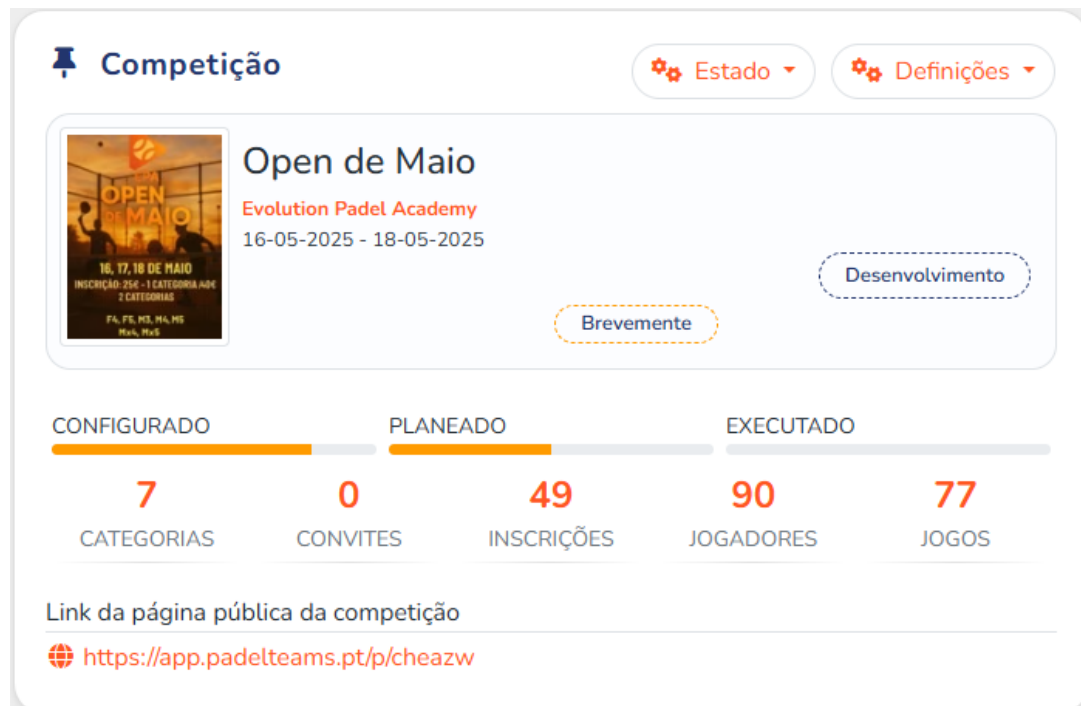 Competição
Estado
Definições
OPEN
DE MAIO
16, 17, 18 DE MAIO
INSCRIÇÃO: 25€ - 1 CATEGORIA /40€
2 CATEGORIAS
F4, F5, M3, M4, M5
Mx4, Mx5
Open de Maio
Evolution Padel Academy
16-05-2025 - 18-05-2025
Desenvolvimento
Brevemente
CONFIGURADO PLANEADO EXECUTADO
7 0 49 90 77
CATEGORIAS CONVITES INSCRIÇÕES JOGADORES JOGOS
Link da página pública da competição
https://app.padelteams.pt/p/cheazw